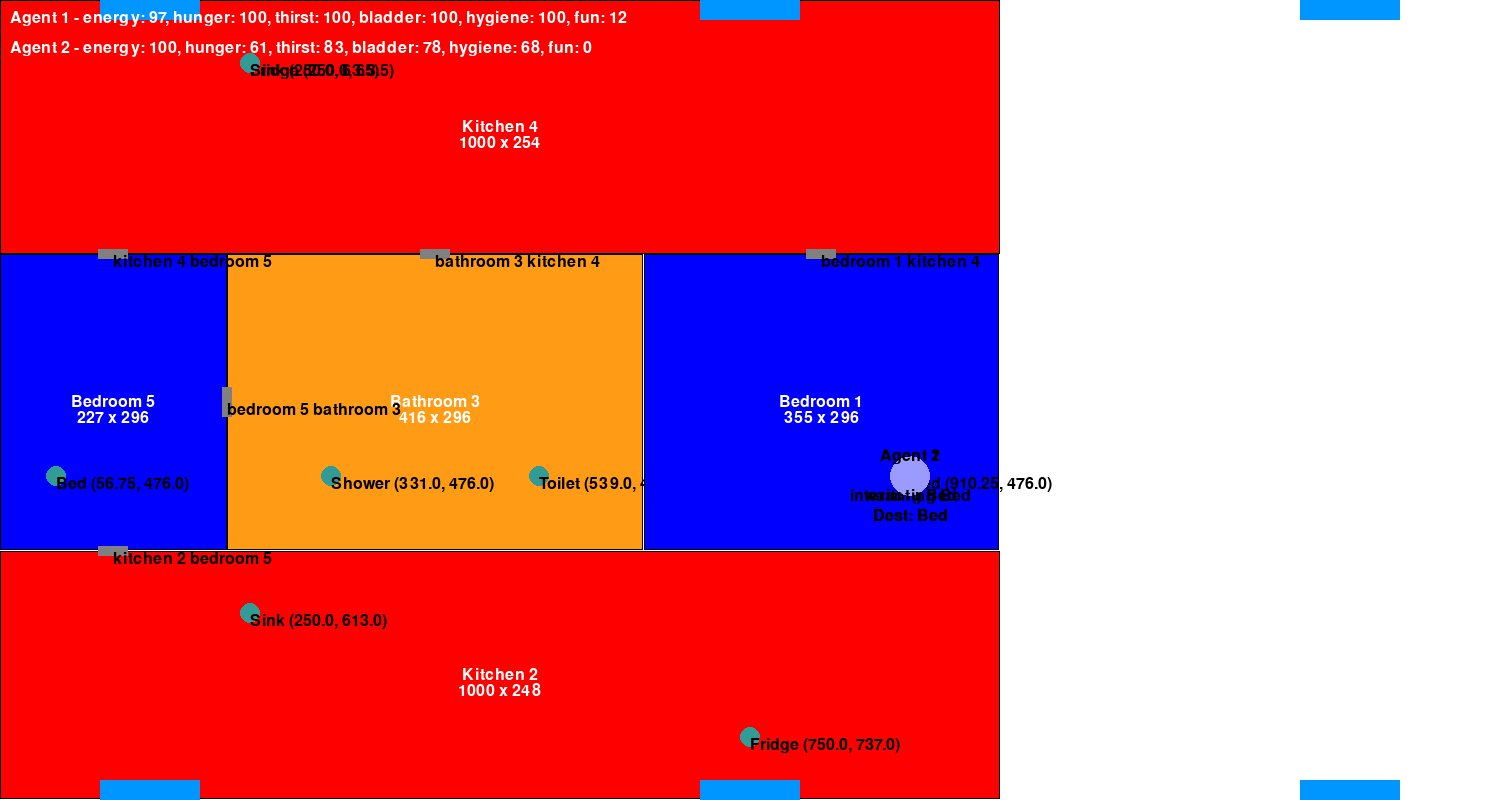 Agent 1 - energy: 97, hunger: 100, thirst: 100, bladder: 100, hygiene: 100, fun: 12
Agent 2 - energy: 100, hunger: 61, thirst: 83, bladder: 78, hygiene: 68, fun: 0
Kitchen 4
1000 x 254
kitchen 4 bedroom 5
bathroom 3 kitchen 4
bedroom 1 kitchen 4
Bedroom 5
227 x 296
bedroom 5 bathroom 3
Bathroom 3
416 x 296
Bedroom 1
355 x 296
Agent
Bed (56.75, 476.0)
Shower (331.0, 476.0)
Toilet (539.0, 4
(910.25, 476.0)
Bed
Dest: Bed
kitchen 2 bedroom 5
Sink (250.0, 613.0)
Kitchen 2
1000 x 248
Fridge (750.0, 737.0)